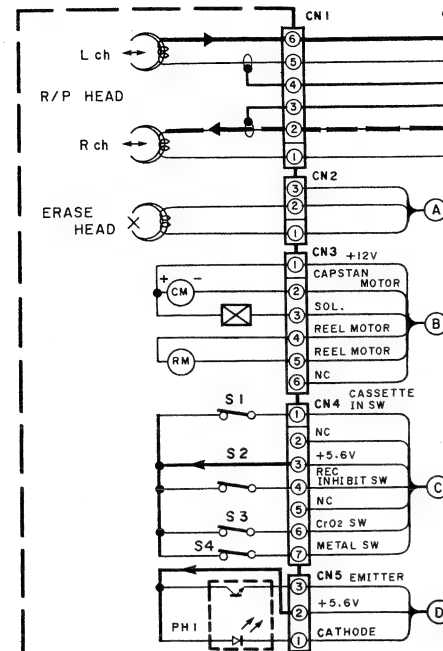 CN1
L ch
6
5
4
R/P HEAD
3
2
R ch
1
CN2
3
2
A
ERASE
HEAD
1
CN3
1 +12V
CAPSTAN
MOTOR
+ CM −
2
3 SOL.
B
4 REEL MOTOR
RM
5 REEL MOTOR
6 NC
CN4 CASSETTE
IN SW
S1
1
2 NC
S2
3 +5.6V
REC
4 INHIBIT SW
C
5 NC
S3
6 CrO2 SW
S4
7 METAL SW
CN5 EMITTER
3
2 +5.6V
D
PH1
1 CATHODE